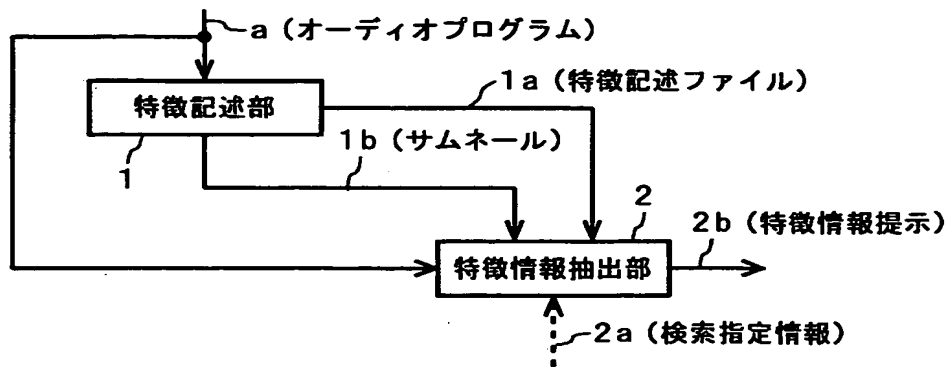 a（オーディオプログラム）
特徴記述部
1a（特徴記述ファイル）
1
1b（サムネール）
2
2b（特徴情報提示）
特徴情報抽出部
2a（検索指定情報）